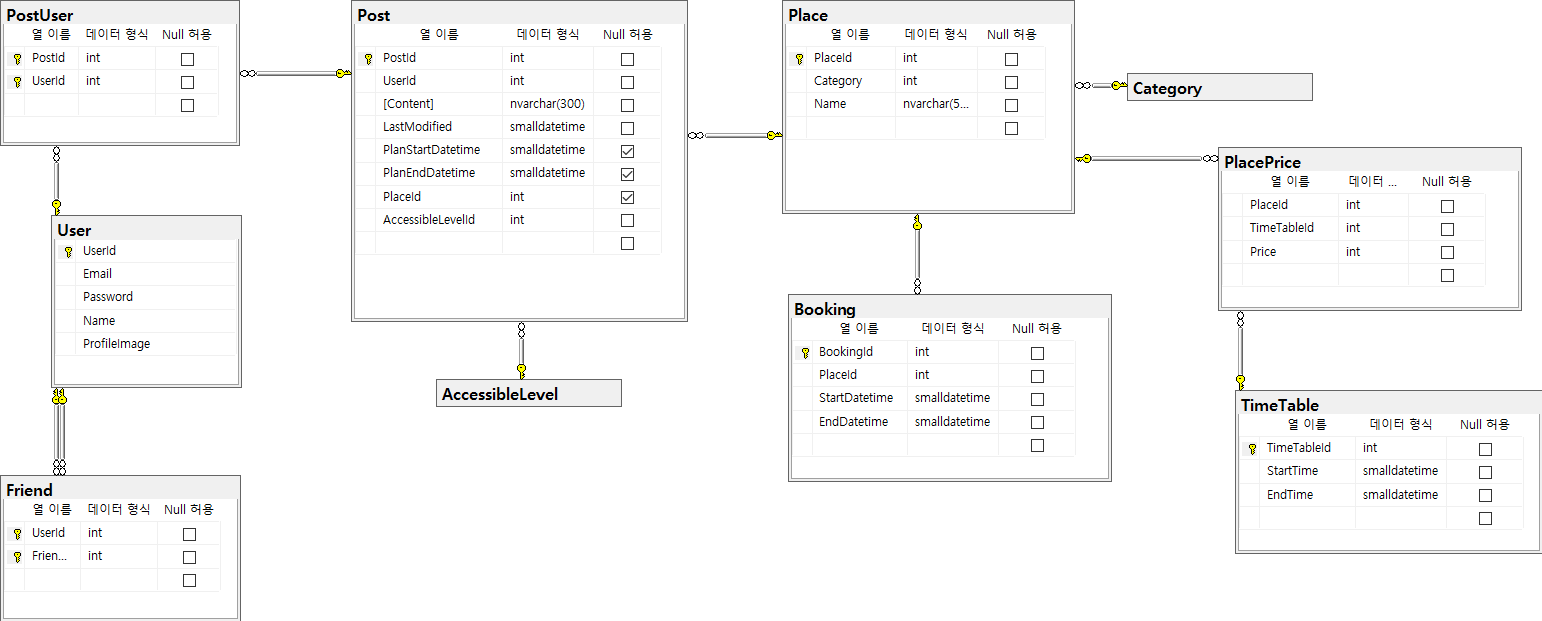 PostUser
열 이름 데이터 형식 Null 허용
PostId int
UserId int
Post
열 이름 데이터 형식 Null 허용
PostId int
UserId int
[Content] nvarchar(300)
LastModified smalldatetime
PlanStartDatetime smalldatetime
PlanEndDatetime smalldatetime
PlaceId int
AccessibleLevelId int
Place
열 이름 데이터 형식 Null 허용
PlaceId int
Category int
Name nvarchar(5...
Category
PlacePrice
열 이름 데이터 ... Null 허용
PlaceId int
TimeTableId int
Price int
User
UserId
Email
Password
Name
ProfileImage
AccessibleLevel
Booking
열 이름 데이터 형식 Null 허용
BookingId int
PlaceId int
StartDatetime smalldatetime
EndDatetime smalldatetime
TimeTable
열 이름 데이터 형식 Null 허용
TimeTableId int
StartTime smalldatetime
EndTime smalldatetime
Friend
열 이름 데이터 형식 Null 허용
UserId int
Frien... int